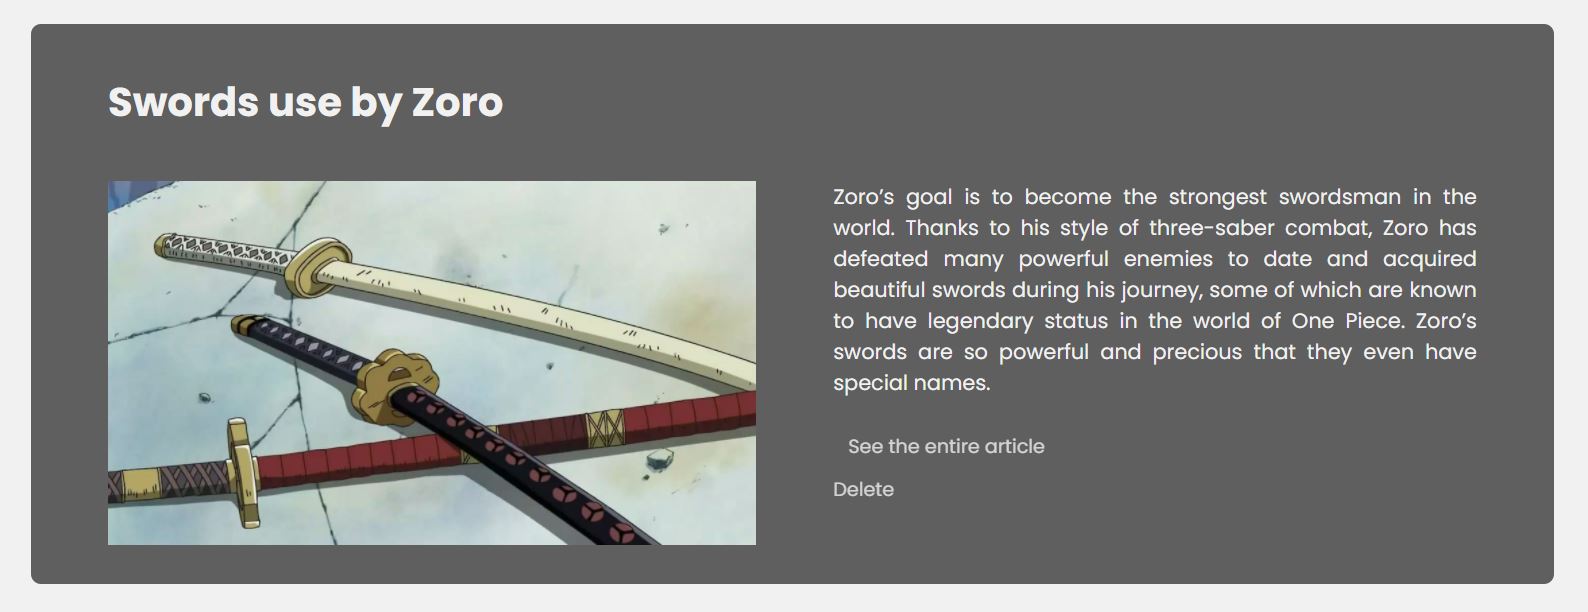 Swords use by Zoro
Zoro’s goal is to become the strongest swordsman in the
world. Thanks to his style of three-saber combat, Zoro has
defeated many powerful enemies to date and acquired
beautiful swords during his journey, some of which are known
to have legendary status in the world of One Piece. Zoro’s
swords are so powerful and precious that they even have
special names.
See the entire article
Delete